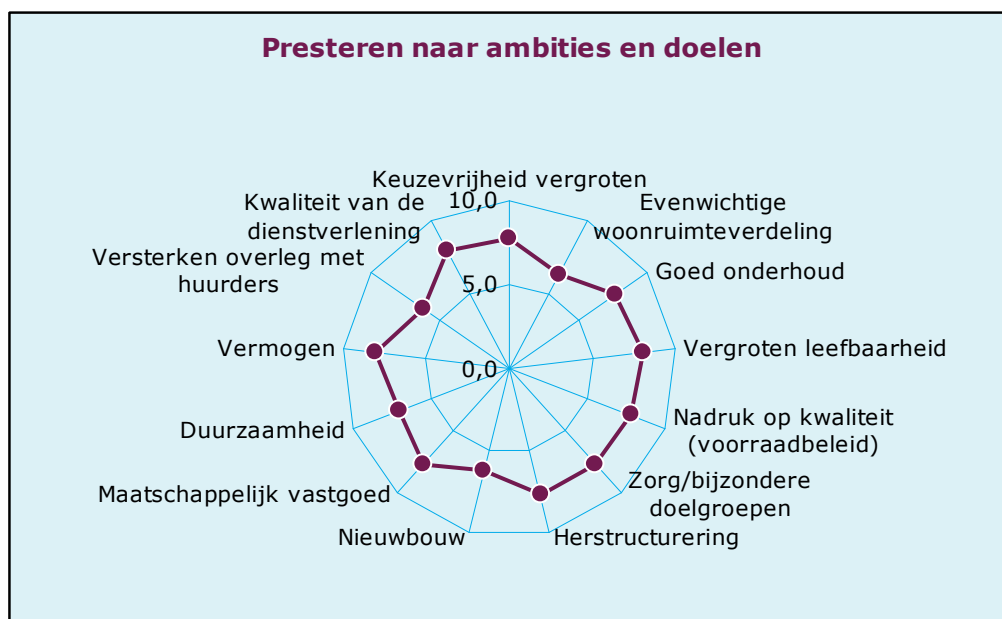 Presteren naar ambities en doelen
Keuzevrijheid vergroten
Kwaliteit van de
dienstverlening
10,0
Evenwichtige
woonruimteverdeling
Versterken overleg met
huurders
5,0
Goed onderhoud
Vermogen
0,0
Vergroten leefbaarheid
Duurzaamheid
Nadruk op kwaliteit
(voorraadbeleid)
Maatschappelijk vastgoed
Zorg/bijzondere
doelgroepen
Nieuwbouw
Herstructurering